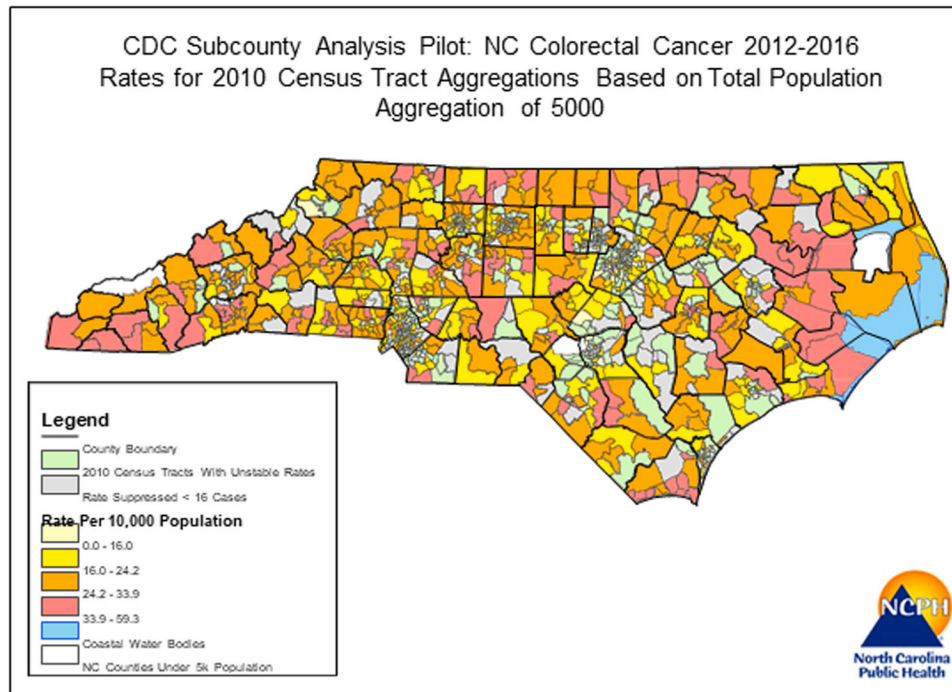 CDC Subcounty Analysis Pilot: NC Colorectal Cancer 2012-2016
Rates for 2010 Census Tract Aggregations Based on Total Population
Aggregation of 5000
Legend
County Boundary
2010 Census Tracts With Unstable Rates
Rate Suppressed < 16 Cases
Rate Per 10,000 Population
0.0 - 16.0
16.0 - 24.2
24.2 - 33.9
33.9 - 59.3
Coastal Water Bodies
NC Counties Under 5k Population
NCPH
North Carolina
Public Health